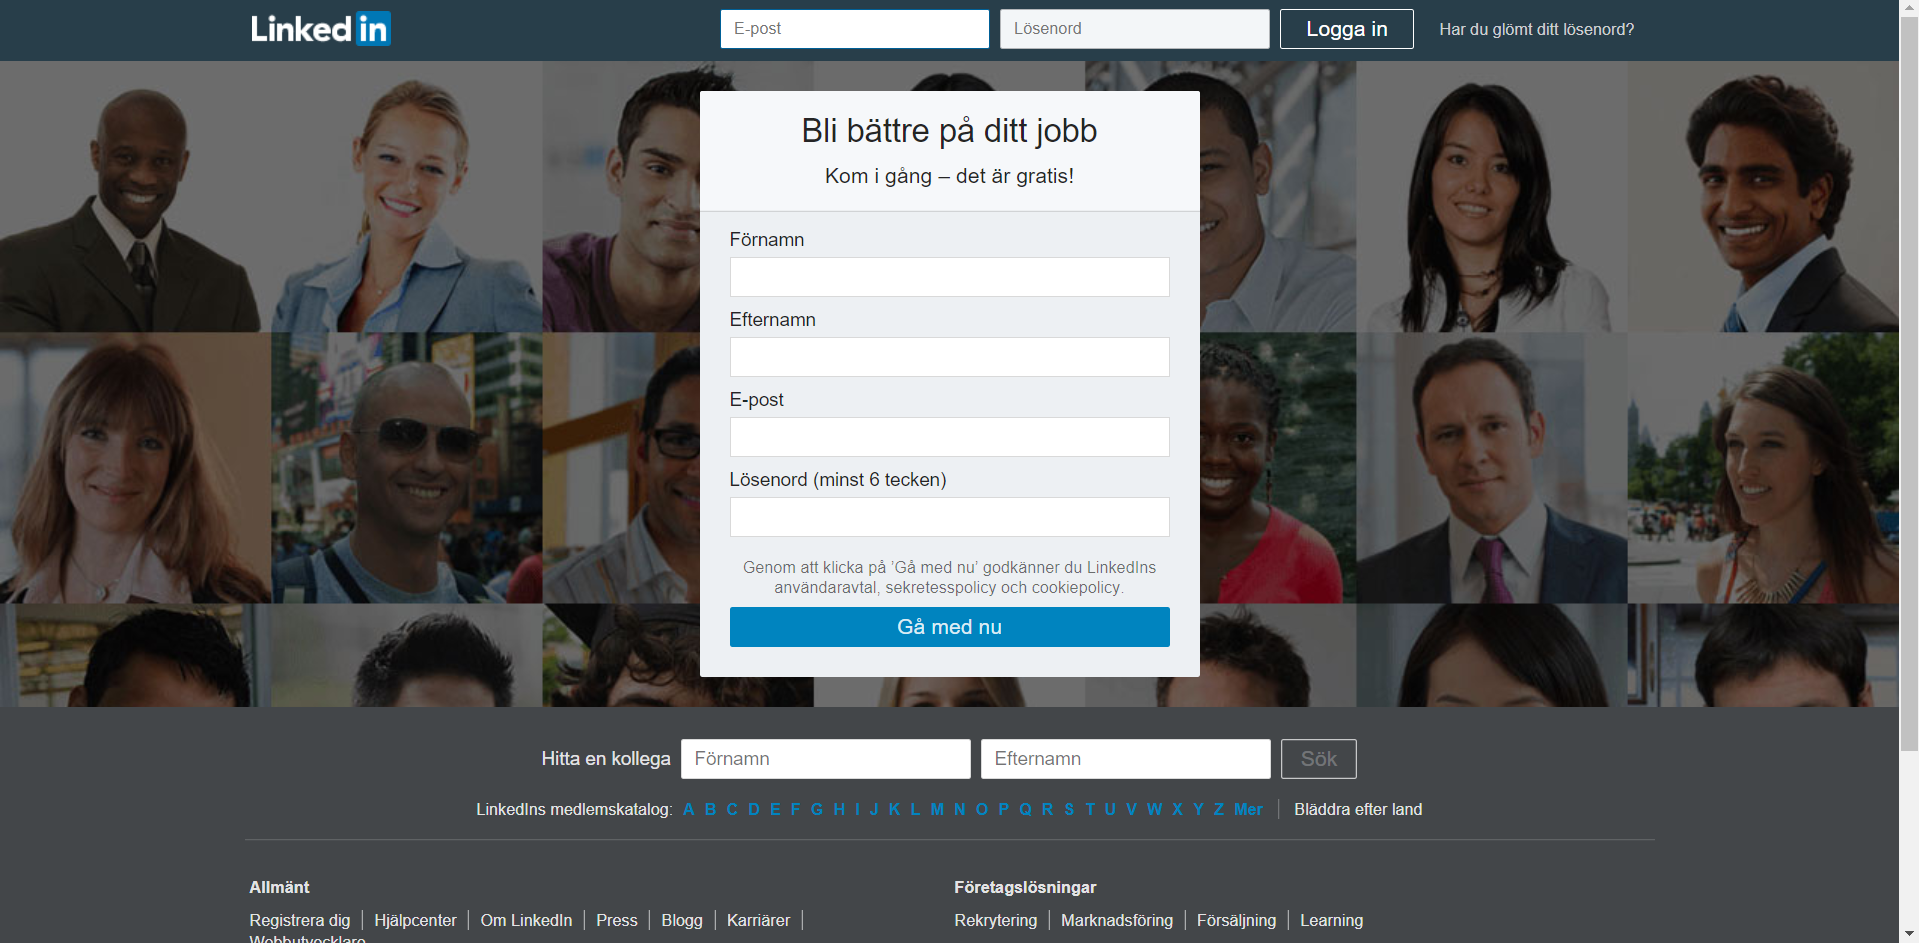 Linked in
E-post
Lösenord
Logga in
Har du glömt ditt lösenord?
Bli bättre på ditt jobb
Kom i gång – det är gratis!
Förnamn
Efternamn
E-post
Lösenord (minst 6 tecken)
Genom att klicka på ’Gå med nu’ godkänner du LinkedIns
användaravtal, sekretesspolicy och cookiepolicy.
Gå med nu
Hitta en kollega
Förnamn
Efternamn
Sök
LinkedIns medlemskatalog: A B C D E F G H I J K L M N O P Q R S T U V W X Y Z Mer
Bläddra efter land
Allmänt
Registrera dig
Hjälpcenter
Om LinkedIn
Press
Blogg
Karriärer
Webbutvecklare
Företagslösningar
Rekrytering
Marknadsföring
Försäljning
Learning